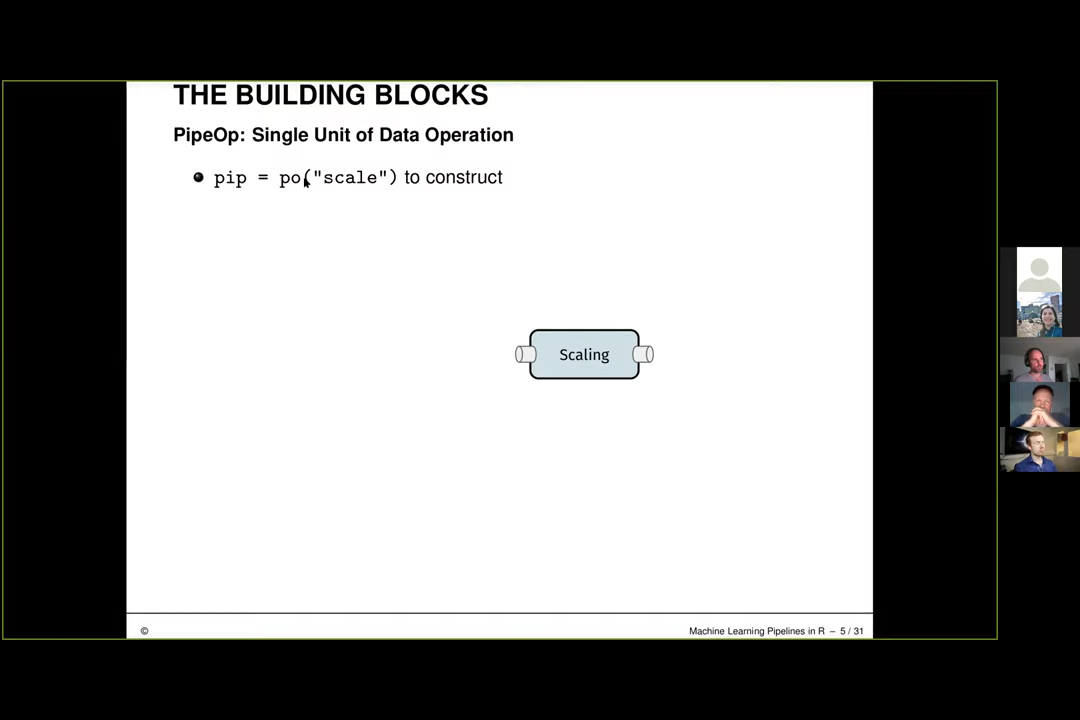 THE BUILDING BLOCKS
PipeOp: Single Unit of Data Operation
pip = po("scale") to construct
Scaling
© Machine Learning Pipelines in R – 5 / 31